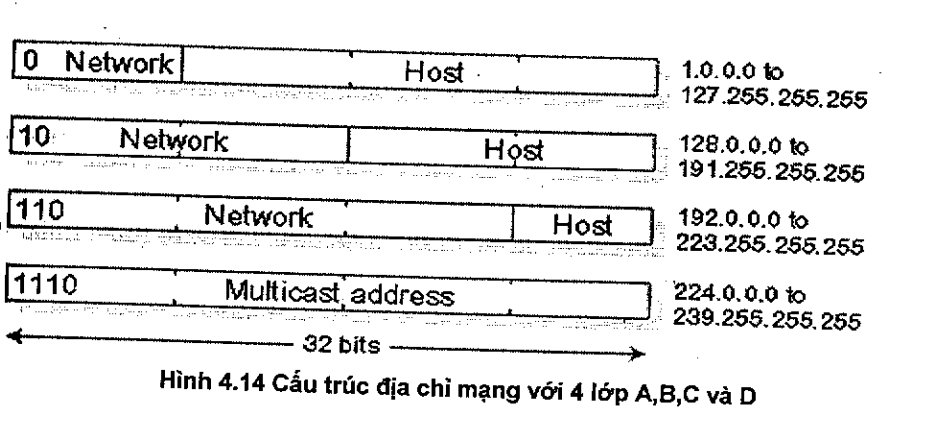 0 Network Host 1.0.0.0 to
127.255.255.255
10 Network Host 128.0.0.0 to
191.255.255.255
110 Network Host 192.0.0.0 to
223.255.255.255
1110 Multicast address 224.0.0.0 to
239.255.255.255
32 bits
Hình 4.14 Cấu trúc địa chỉ mạng với 4 lớp A,B,C và D